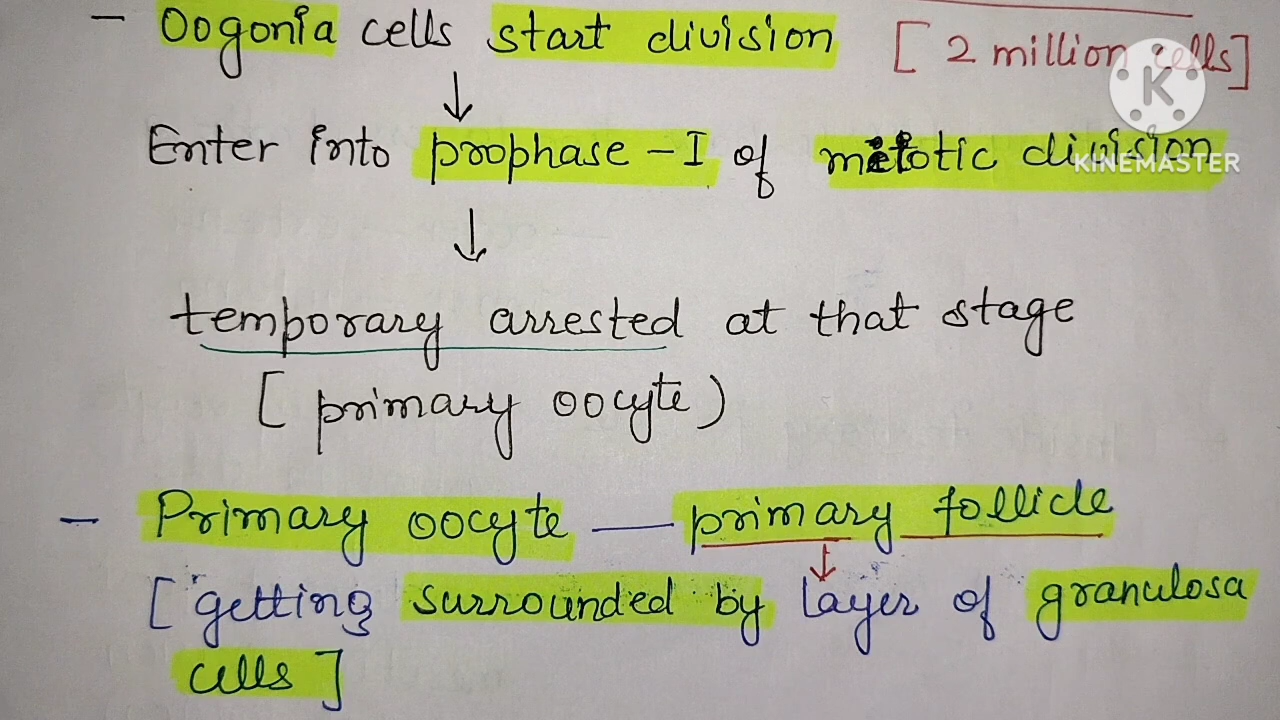 - Oogonia cells start division [2 million cells]
↓
Enter into prophase-I of meiotic division
↓
temporary arrested at that stage
[primary oocyte)
- Primary oocyte — primary follicle
↓
[getting surrounded by layer of granulosa
cells]
K
KINEMASTER